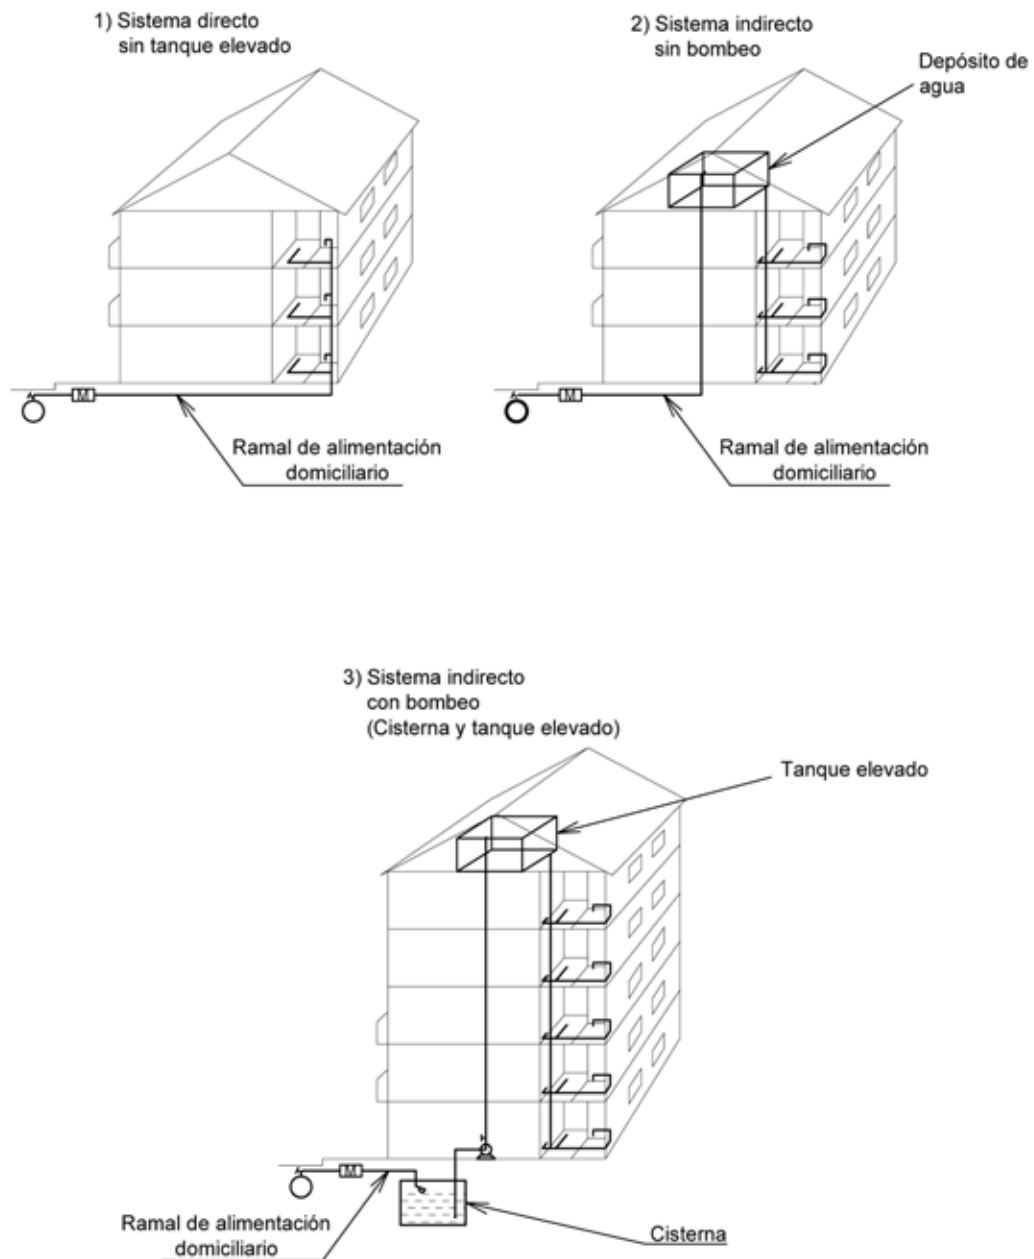 1) Sistema directo
sin tanque elevado
2) Sistema indirecto
sin bombeo
Depósito de
agua
M
Ramal de alimentación
domiciliario
M
Ramal de alimentación
domiciliario
3) Sistema indirecto
con bombeo
(Cisterna y tanque elevado)
Tanque elevado
M
Ramal de alimentación
domiciliario
Cisterna